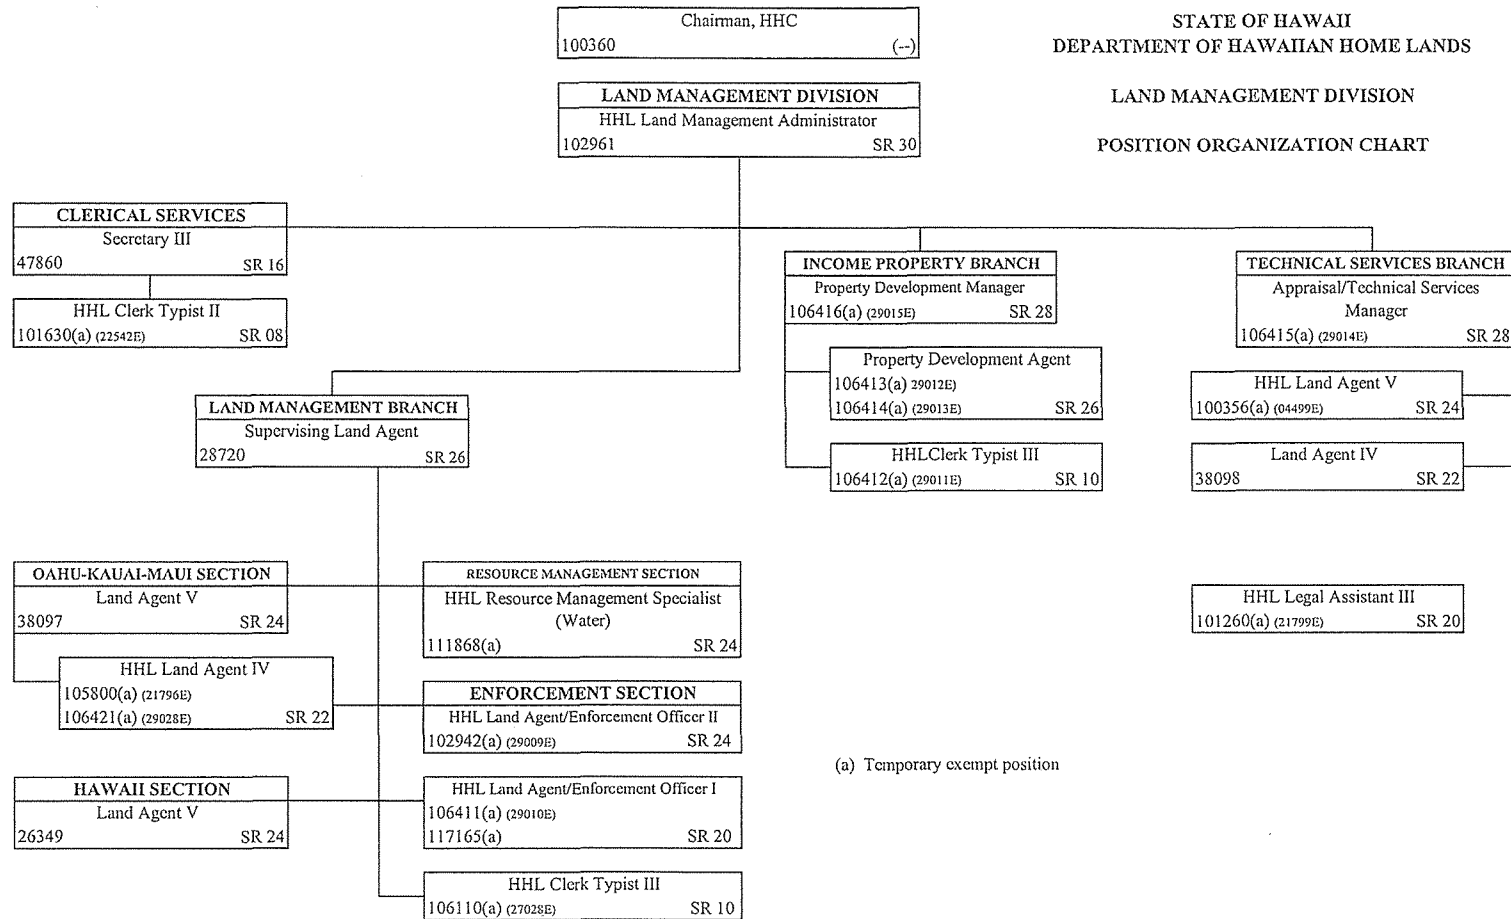 Chairman, HHC
100360 (--)
STATE OF HAWAII
DEPARTMENT OF HAWAIIAN HOME LANDS
LAND MANAGEMENT DIVISION
POSITION ORGANIZATION CHART
LAND MANAGEMENT DIVISION
HHL Land Management Administrator
102961 SR 30
CLERICAL SERVICES
Secretary III
47860 SR 16
HHL Clerk Typist II
101630(a) (22542E) SR 08
INCOME PROPERTY BRANCH
Property Development Manager
106416(a) (29015E) SR 28
Property Development Agent
106413(a) 29012E)
106414(a) (29013E) SR 26
HHLClerk Typist III
106412(a) (29011E) SR 10
TECHNICAL SERVICES BRANCH
Appraisal/Technical Services
Manager
106415(a) (29014E) SR 28
HHL Land Agent V
100356(a) (04499E) SR 24
Land Agent IV
38098 SR 22
HHL Legal Assistant III
101260(a) (21799E) SR 20
LAND MANAGEMENT BRANCH
Supervising Land Agent
28720 SR 26
OAHU-KAUAI-MAUI SECTION
Land Agent V
38097 SR 24
HHL Land Agent IV
105800(a) (21796E)
106421(a) (29028E) SR 22
HAWAII SECTION
Land Agent V
26349 SR 24
RESOURCE MANAGEMENT SECTION
HHL Resource Management Specialist
(Water)
111868(a) SR 24
ENFORCEMENT SECTION
HHL Land Agent/Enforcement Officer II
102942(a) (29009E) SR 24
HHL Land Agent/Enforcement Officer I
106411(a) (29010E)
117165(a) SR 20
HHL Clerk Typist III
106110(a) (27028E) SR 10
(a) Temporary exempt position